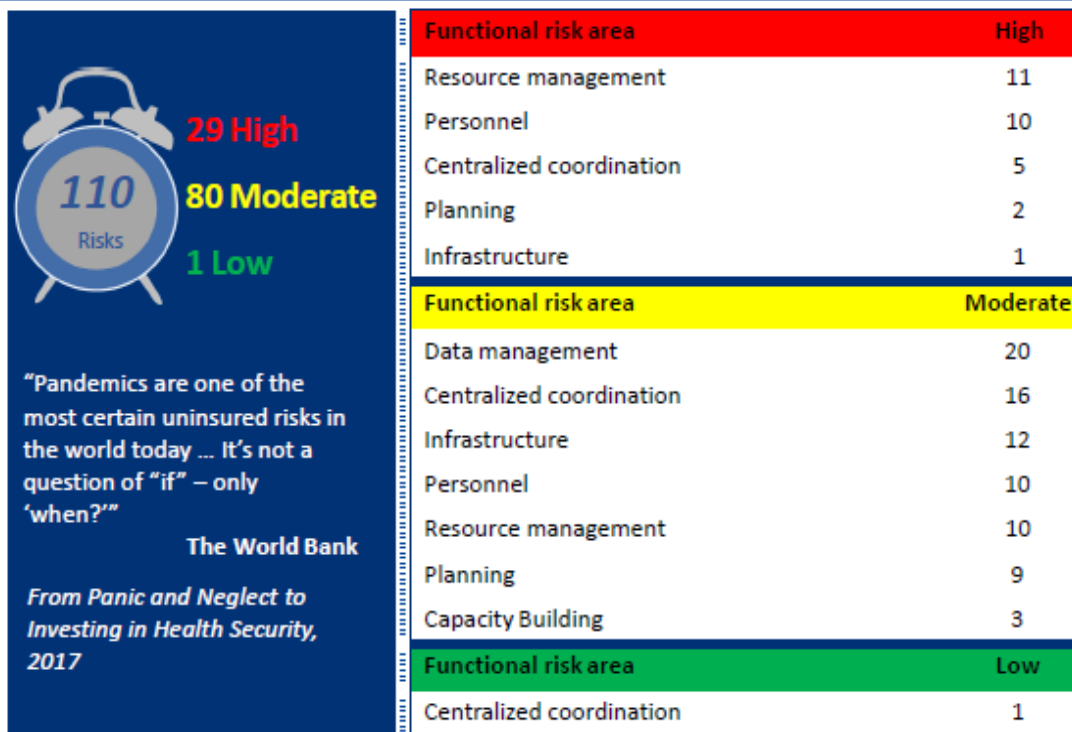 110
Risks
29 High
80 Moderate
1 Low
“Pandemics are one of the
most certain uninsured risks in
the world today ... It’s not a
question of “if” – only
‘when?’”
The World Bank
From Panic and Neglect to
Investing in Health Security,
2017
Functional risk area High
Resource management 11
Personnel 10
Centralized coordination 5
Planning 2
Infrastructure 1
Functional risk area Moderate
Data management 20
Centralized coordination 16
Infrastructure 12
Personnel 10
Resource management 10
Planning 9
Capacity Building 3
Functional risk area Low
Centralized coordination 1